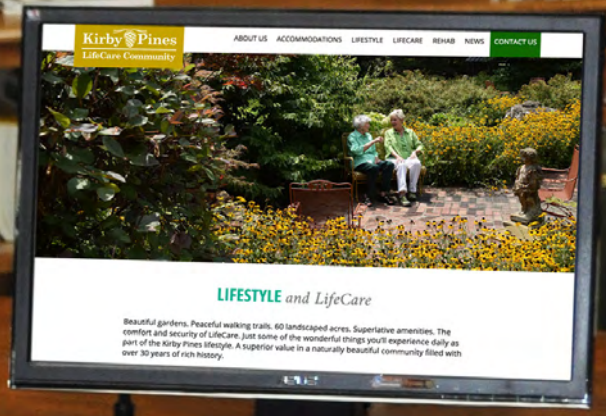 Kirby Pines
LifeCare Community
ABOUT US ACCOMMODATIONS LIFESTYLE LIFECARE REHAB NEWS CONTACT US
LIFESTYLE and LifeCare
Beautiful gardens. Peaceful walking trails. 60 landscaped acres. Superlative amenities. The
comfort and security of LifeCare. Just some of the wonderful things you'll experience daily as
part of the Kirby Pines lifestyle. A superior value in a naturally beautiful community filled with
over 30 years of rich history.